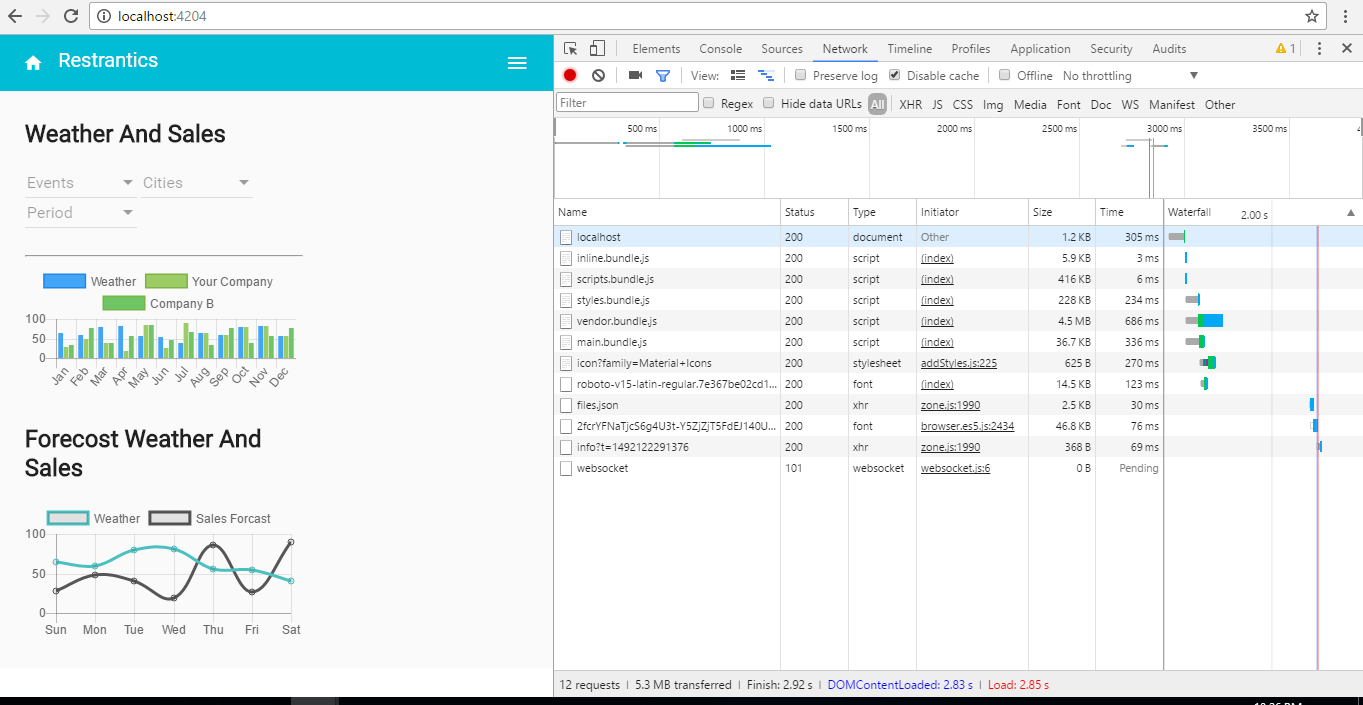 localhost:4204
Restrantics
Weather And Sales
Events Cities
Period
Weather Your Company
Company B
100
50
0
Jan Feb Mar Apr May Jun Jul Aug Sep Oct Nov Dec
Forecost Weather And
Sales
Weather Sales Forcast
100
50
0
Sun Mon Tue Wed Thu Fri Sat
Elements Console Sources Network Timeline Profiles Application Security Audits 1
View: Preserve log Disable cache Offline No throttling
Filter Regex Hide data URLs All XHR JS CSS Img Media Font Doc WS Manifest Other
500 ms 1000 ms 1500 ms 2000 ms 2500 ms 3000 ms 3500 ms
Name Status Type Initiator Size Time Waterfall 2.00 s
localhost 200 document Other 1.2 KB 305 ms
inline.bundle.js 200 script (index) 5.9 KB 3 ms
scripts.bundle.js 200 script (index) 416 KB 6 ms
styles.bundle.js 200 script (index) 228 KB 234 ms
vendor.bundle.js 200 script (index) 4.5 MB 686 ms
main.bundle.js 200 script (index) 36.7 KB 336 ms
icon?family=Material+Icons 200 stylesheet addStyles.js:225 625 B 270 ms
roboto-v15-latin-regular.7e367be02cd1... 200 font (index) 14.5 KB 123 ms
files.json 200 xhr zone.js:1990 2.5 KB 30 ms
2fcrYFNaTjcS6g4U3t-Y5ZjZjT5FdEJ140U... 200 font browser.es5.js:2434 46.8 KB 76 ms
info?t=1492122291376 200 xhr zone.js:1990 368 B 69 ms
websocket 101 websocket websocket.js:6 0 B Pending
12 requests | 5.3 MB transferred | Finish: 2.92 s | DOMContentLoaded: 2.83 s | Load: 2.85 s